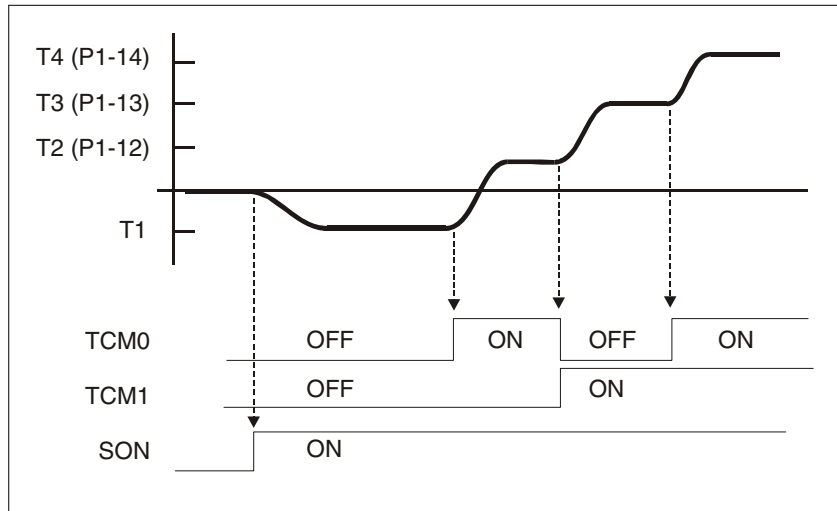 T4 (P1-14)
T3 (P1-13)
T2 (P1-12)
T1
TCM0 OFF ON OFF ON
TCM1 OFF ON
SON ON